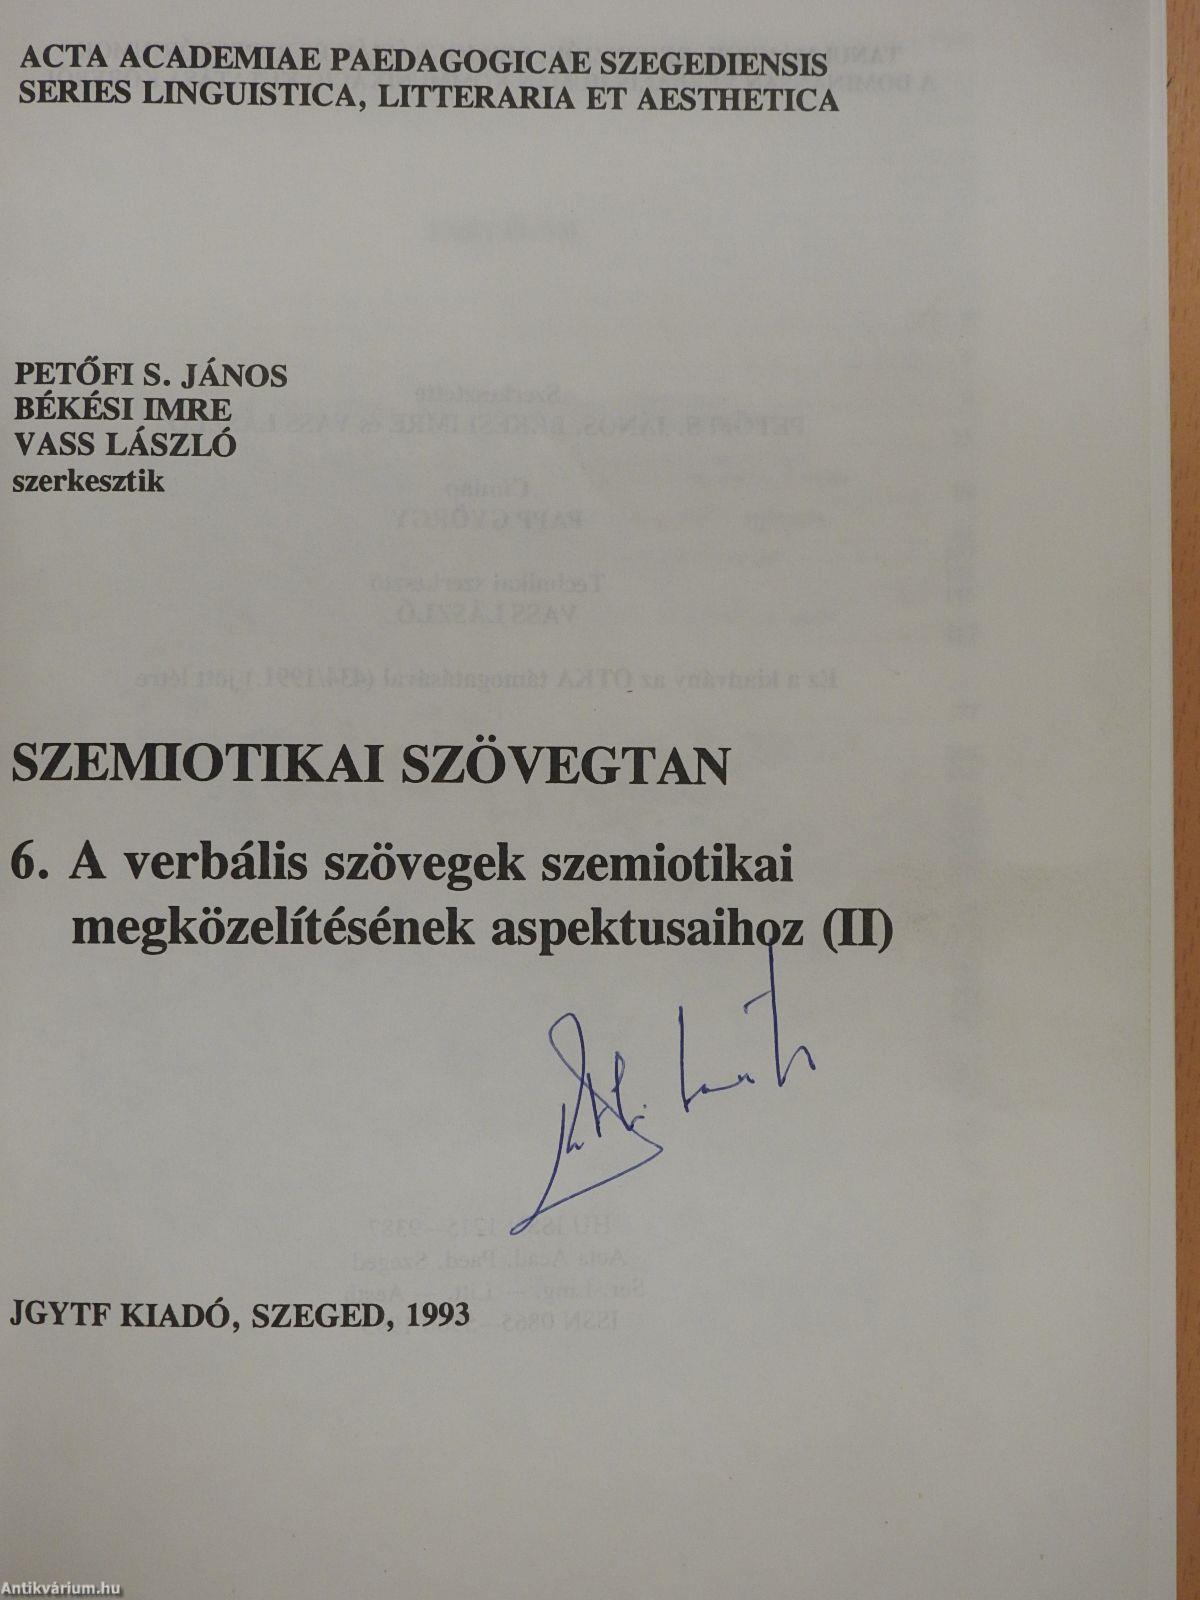 ACTA ACADEMIAE PAEDAGOGICAE SZEGEDIENSIS
SERIES LINGUISTICA, LITTERARIA ET AESTHETICA
PETŐFI S. JÁNOS
BÉKÉSI IMRE
VASS LÁSZLÓ
szerkesztik
SZEMIOTIKAI SZÖVEGTAN
6. A verbális szövegek szemiotikai
megközelítésének aspektusaihoz (II)
JGYTF KIADÓ, SZEGED, 1993
Antikvárium.hu